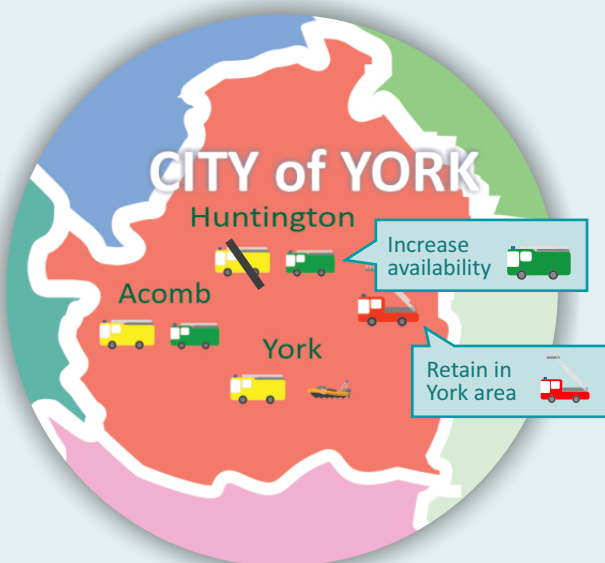 CITY of YORK
Huntington
Increase
availability
Acomb
York
Retain in
York area